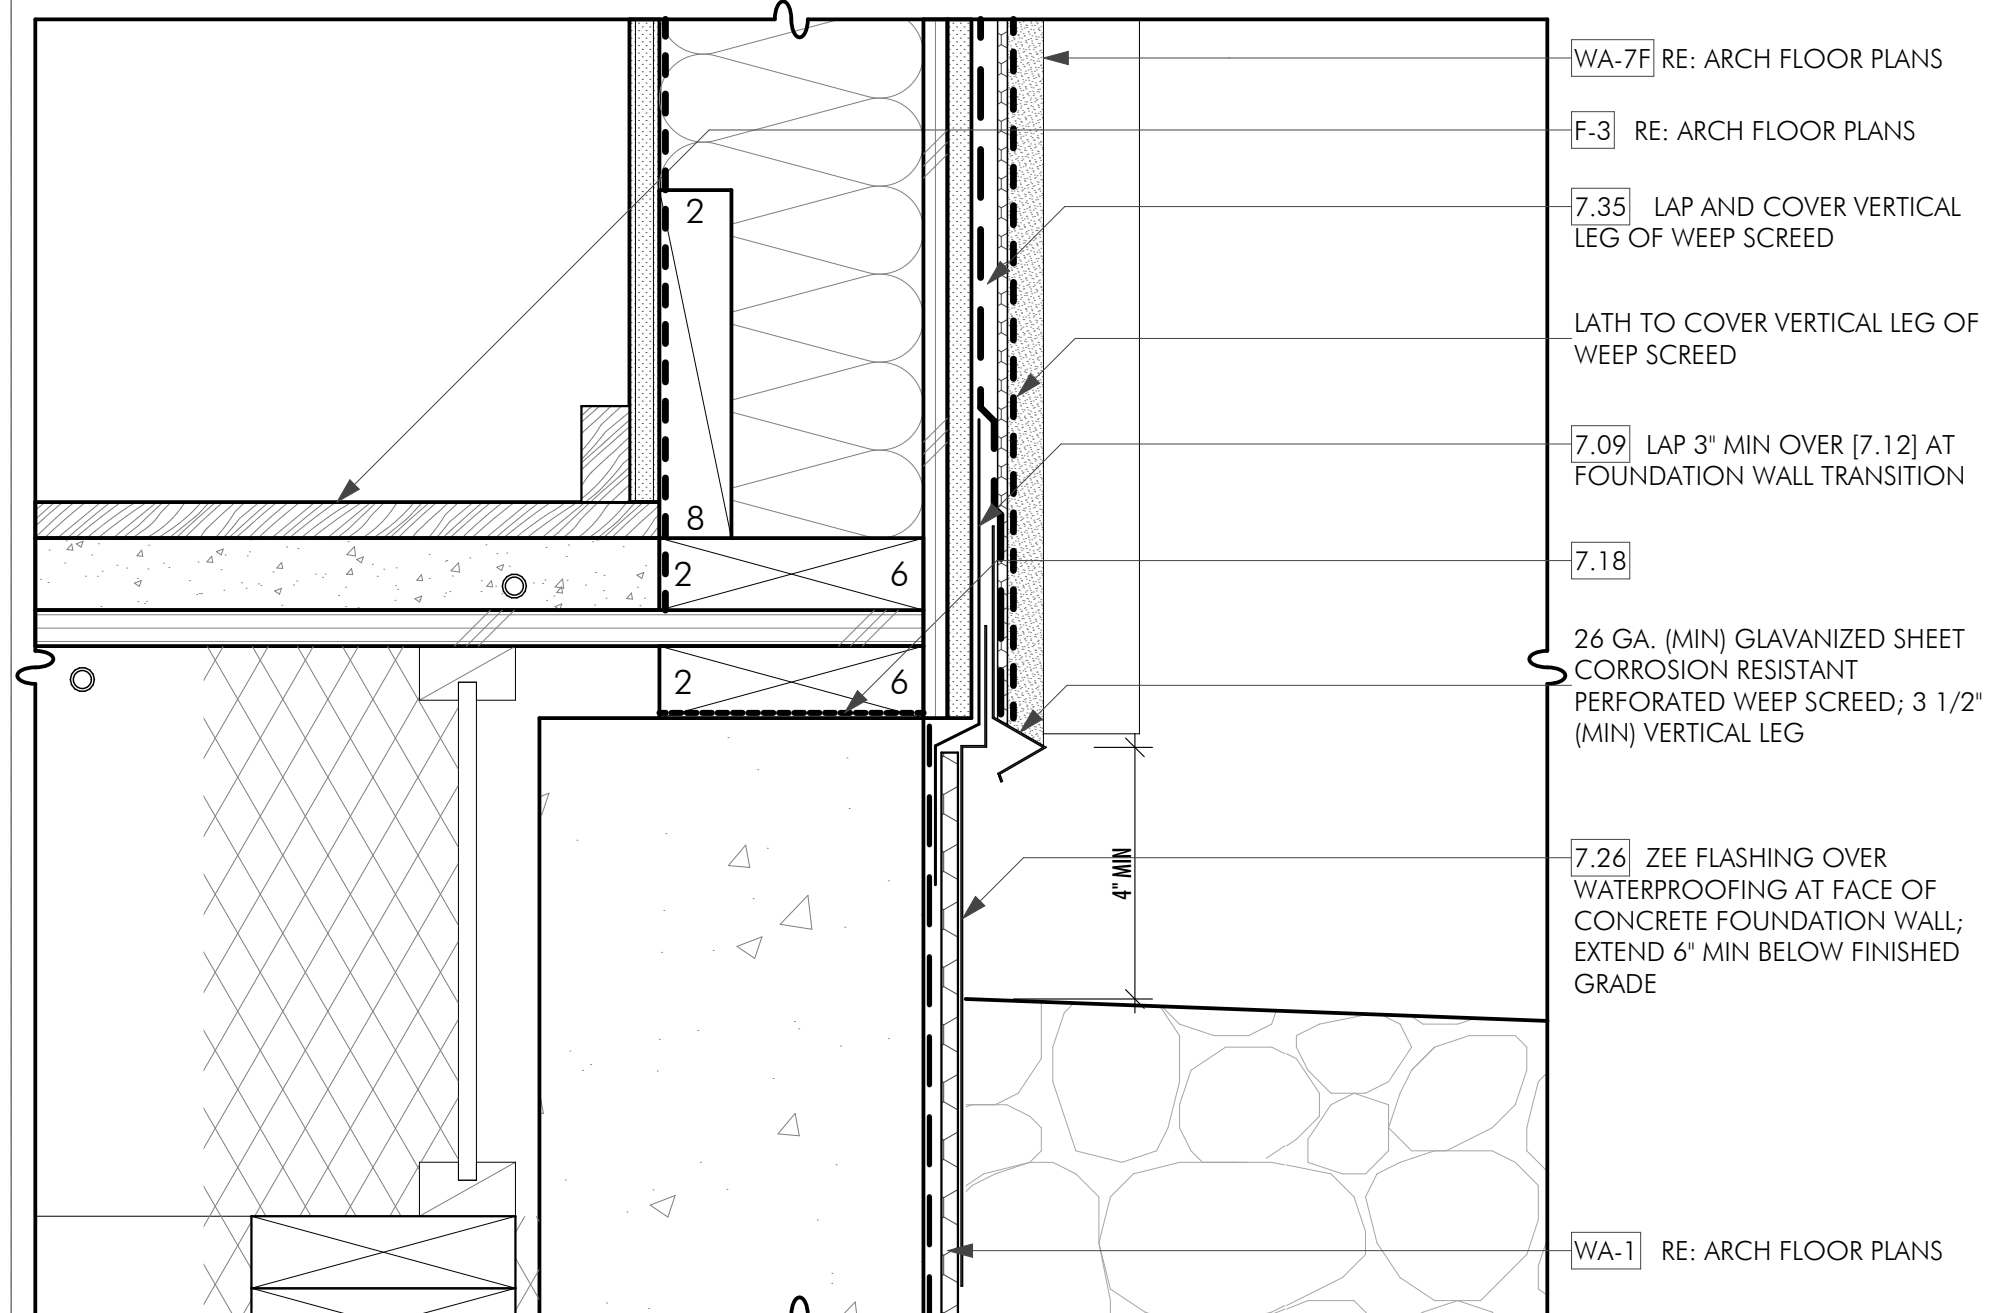 WA-7F RE: ARCH FLOOR PLANS
F-3 RE: ARCH FLOOR PLANS
7.35 LAP AND COVER VERTICAL
LEG OF WEEP SCREED
LATH TO COVER VERTICAL LEG OF
WEEP SCREED
7.09 LAP 3" MIN OVER [7.12] AT
FOUNDATION WALL TRANSITION
7.18
26 GA. (MIN) GLAVANIZED SHEET
CORROSION RESISTANT
PERFORATED WEEP SCREED; 3 1/2"
(MIN) VERTICAL LEG
7.26 ZEE FLASHING OVER
WATERPROOFING AT FACE OF
CONCRETE FOUNDATION WALL;
EXTEND 6" MIN BELOW FINISHED
GRADE
WA-1 RE: ARCH FLOOR PLANS
2
8
2 6
2 6
4" MIN